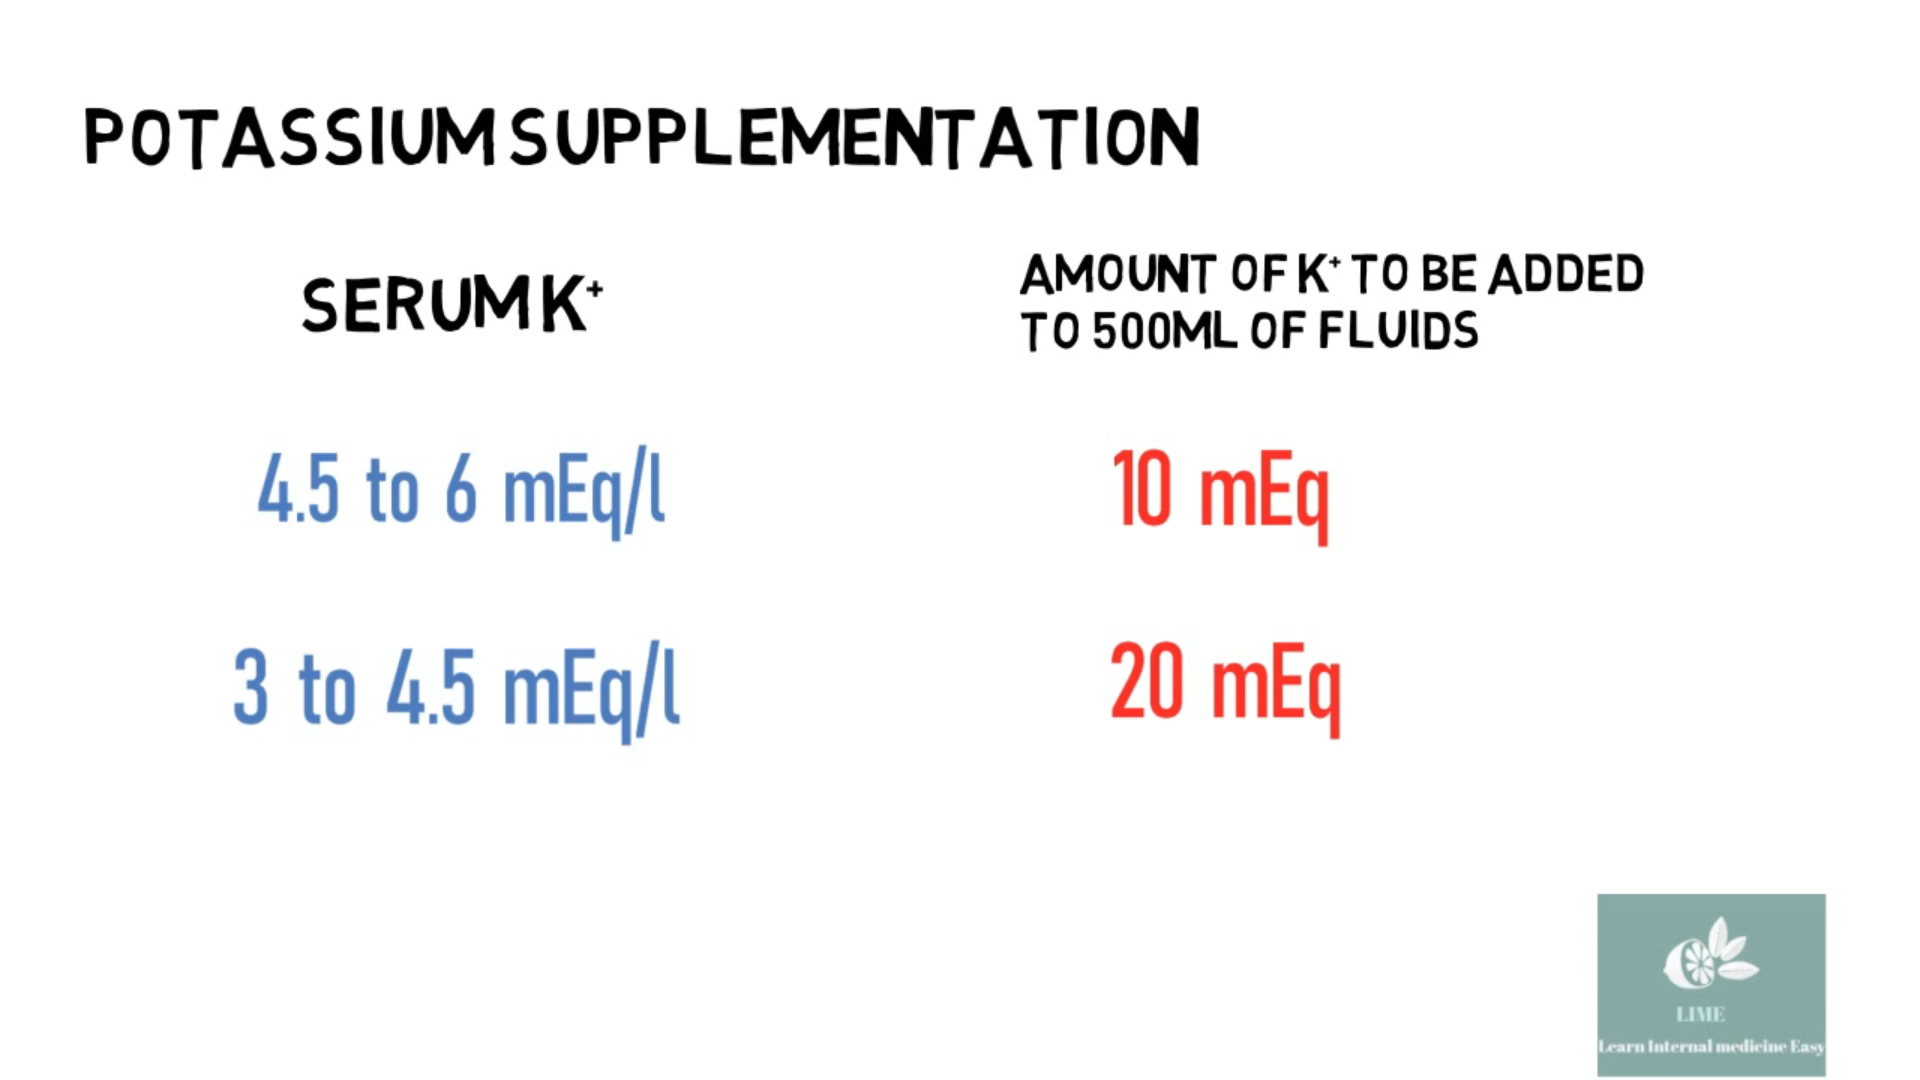 POTASSIUM SUPPLEMENTATION
SERUM K⁺
AMOUNT OF K⁺ TO BE ADDED
TO 500ML OF FLUIDS
4.5 to 6 mEq/l
10 mEq
3 to 4.5 mEq/l
20 mEq
LIME
Learn Internal medicine Easy